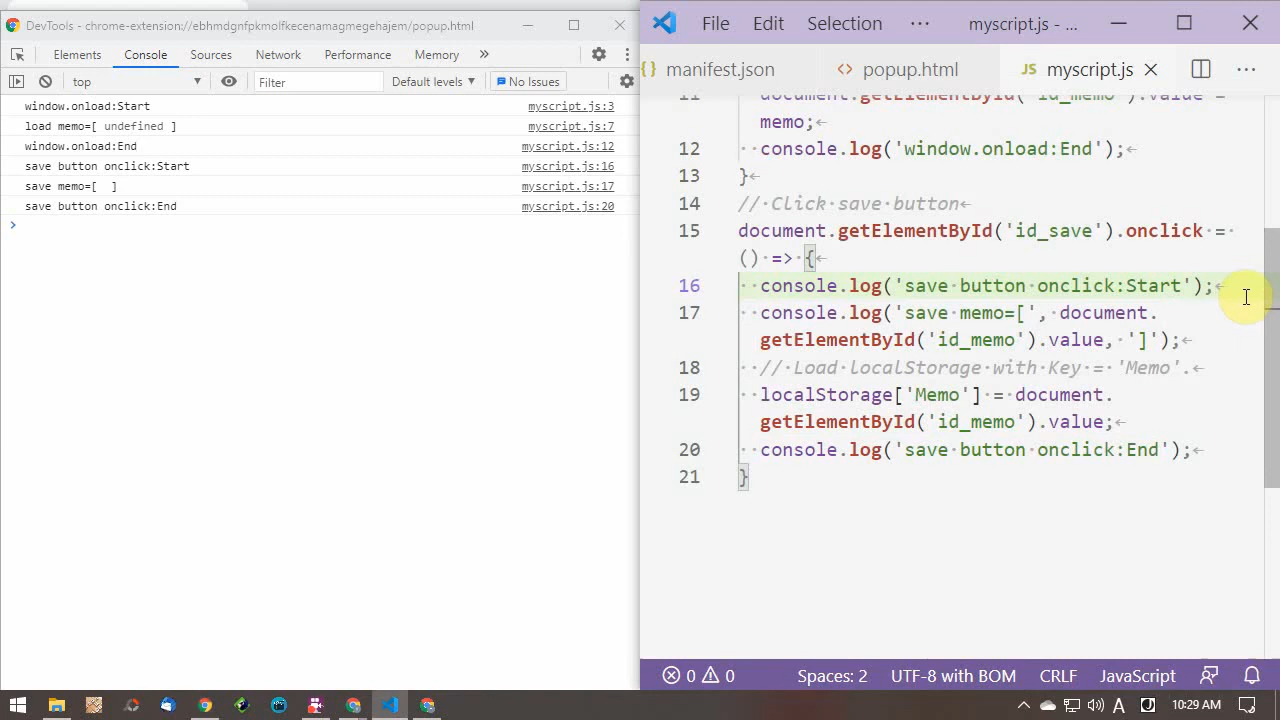 DevTools - chrome-extension://ebhmdgnfpkmolfkecenamagmegehajem/popup.html
Elements Console Sources Network Performance Memory »
top Filter Default levels ▼ No Issues
window.onload:Start myscript.js:3
load memo=[ undefined ] myscript.js:7
window.onload:End myscript.js:12
save button onclick:Start myscript.js:16
save memo=[  ] myscript.js:17
save button onclick:End myscript.js:20
>
File Edit Selection ··· myscript.js - ...
{} manifest.json <> popup.html JS myscript.js ···
11 document.getElementById('id_memo').value =
memo;←
12 ··console.log('window.onload:End');←
13 }←
14 //·Click·save·button←
15 document.getElementById('id_save').onclick·=·
()·=>·{←
16 ··console.log('save·button·onclick:Start');←
17 ··console.log('save·memo=[',·document.
getElementById('id_memo').value,·']');←
18 ··//·Load·localStorage·with·Key·=·'Memo'.←
19 ··localStorage['Memo']·=·document.
getElementById('id_memo').value;←
20 ··console.log('save·button·onclick:End');←
21 }
0 0 Spaces: 2 UTF-8 with BOM CRLF JavaScript
A 10:29 AM